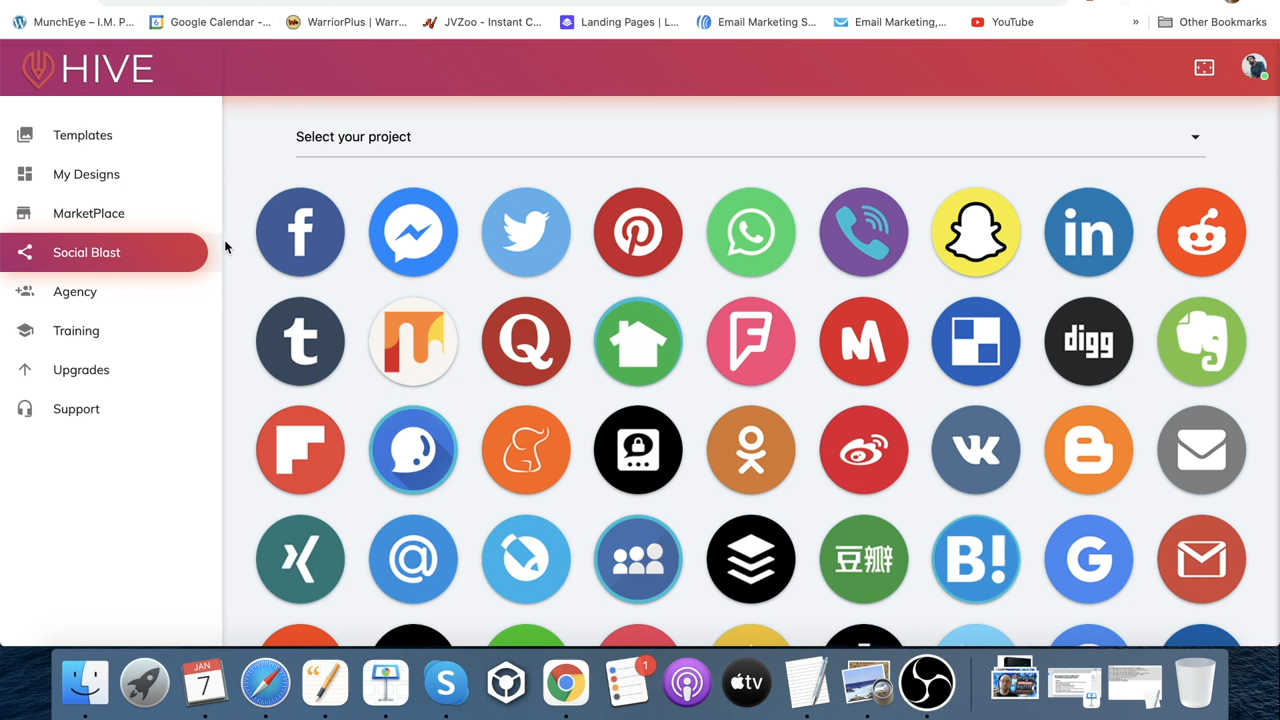 MunchEye – I.M. P...
6
Google Calendar -...
WarriorPlus | Warr...
JVZoo - Instant C...
Landing Pages | L...
Email Marketing S...
Email Marketing,...
YouTube
»
Other Bookmarks
HIVE
Templates
My Designs
MarketPlace
Social Blast
Agency
Training
Upgrades
Support
Select your project
f
in
t
Q
M
digg
B
@
豆瓣
B!
G
JAN
7
S
1
tv